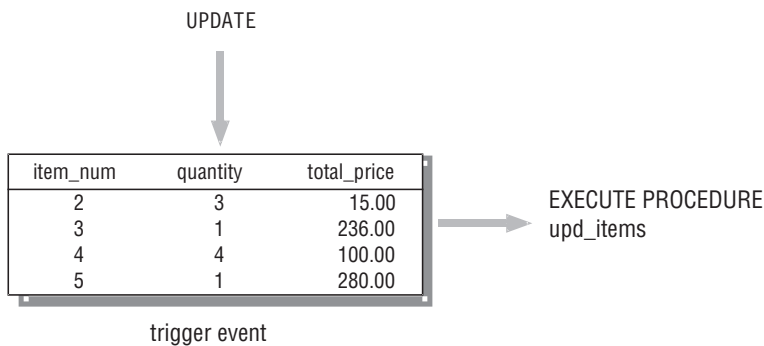 UPDATE
item_num quantity total_price
2 3 15.00
3 1 236.00
4 4 100.00
5 1 280.00
EXECUTE PROCEDURE
upd_items
trigger event